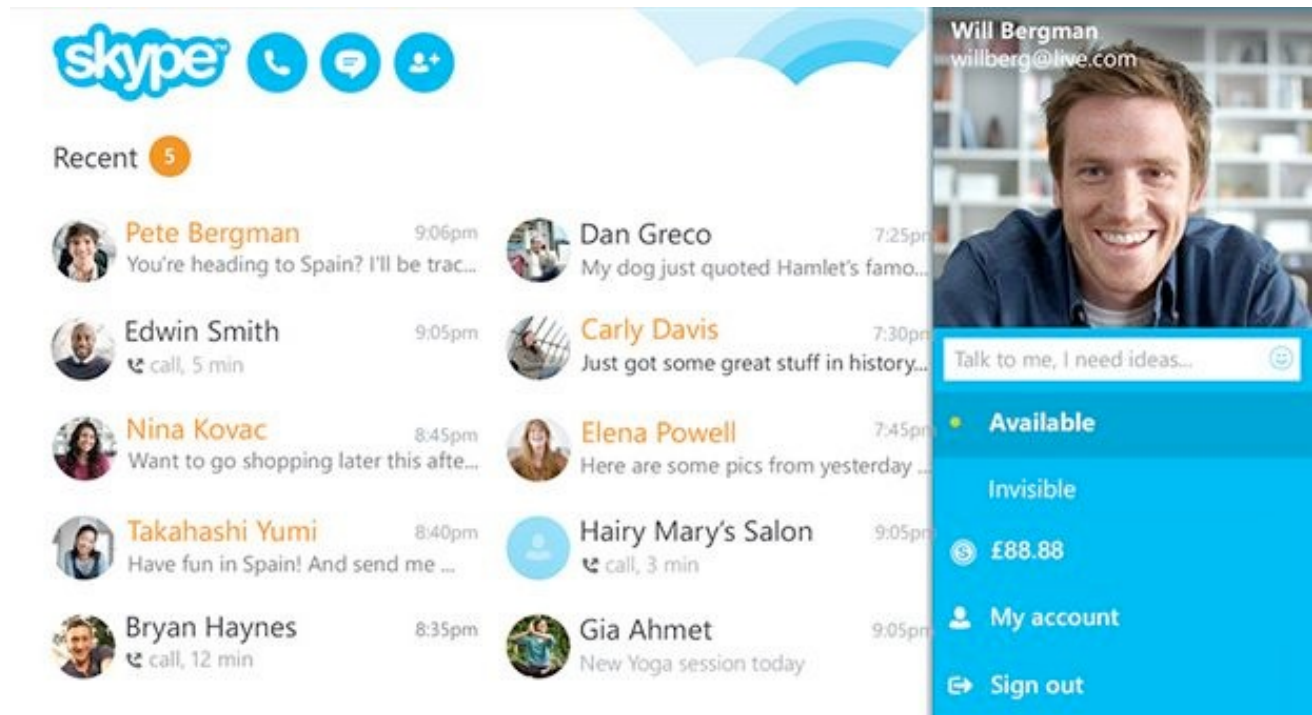 skype™
Recent 5
Pete Bergman 9:06pm
You're heading to Spain? I'll be trac...
Edwin Smith 9:05pm
call, 5 min
Nina Kovac 8:45pm
Want to go shopping later this afte...
Takahashi Yumi 8:40pm
Have fun in Spain! And send me ...
Bryan Haynes 8:35pm
call, 12 min
Dan Greco 7:25pm
My dog just quoted Hamlet's famo...
Carly Davis 7:30pm
Just got some great stuff in history...
Elena Powell 7:45pm
Here are some pics from yesterday ...
Hairy Mary's Salon 9:05pm
call, 3 min
Gia Ahmet 9:05pm
New Yoga session today
Will Bergman
willberg@live.com
Talk to me, I need ideas...
Available
Invisible
£88.88
My account
Sign out